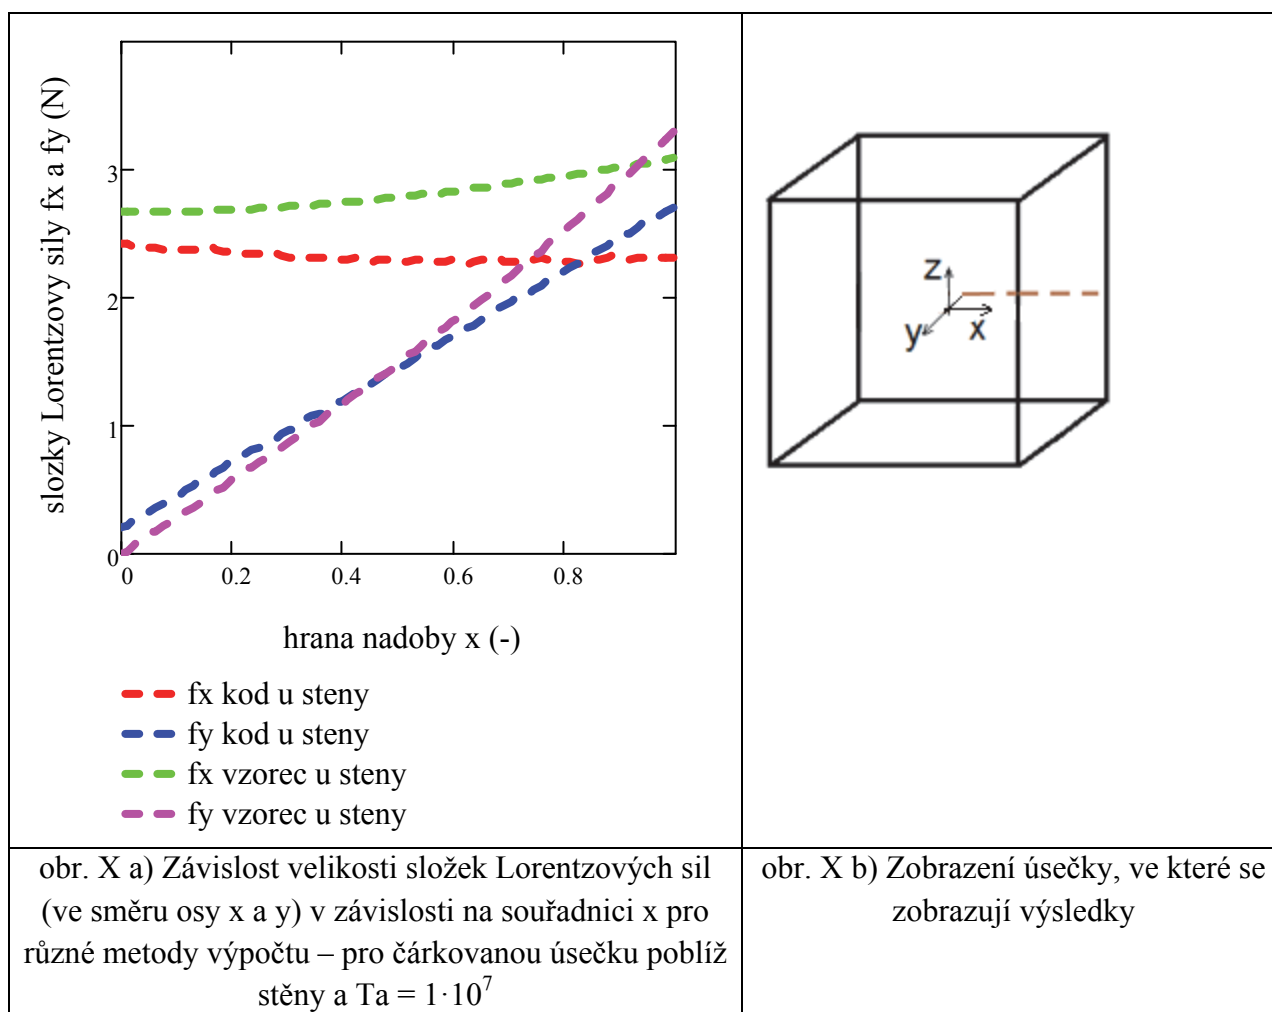 slozky Lorentzovy sily fx a fy (N)
3
2
1
0
0
0.2
0.4
0.6
0.8
hrana nadoby x (-)
fx kod u steny
fy kod u steny
fx vzorec u steny
fy vzorec u steny
z
y
x
obr. X a) Závislost velikosti složek Lorentzových sil
(ve směru osy x a y) v závislosti na souřadnici x pro
různé metody výpočtu – pro čárkovanou úsečku poblíž
stěny a Ta = 1·10⁷
obr. X b) Zobrazení úsečky, ve které se
zobrazují výsledky